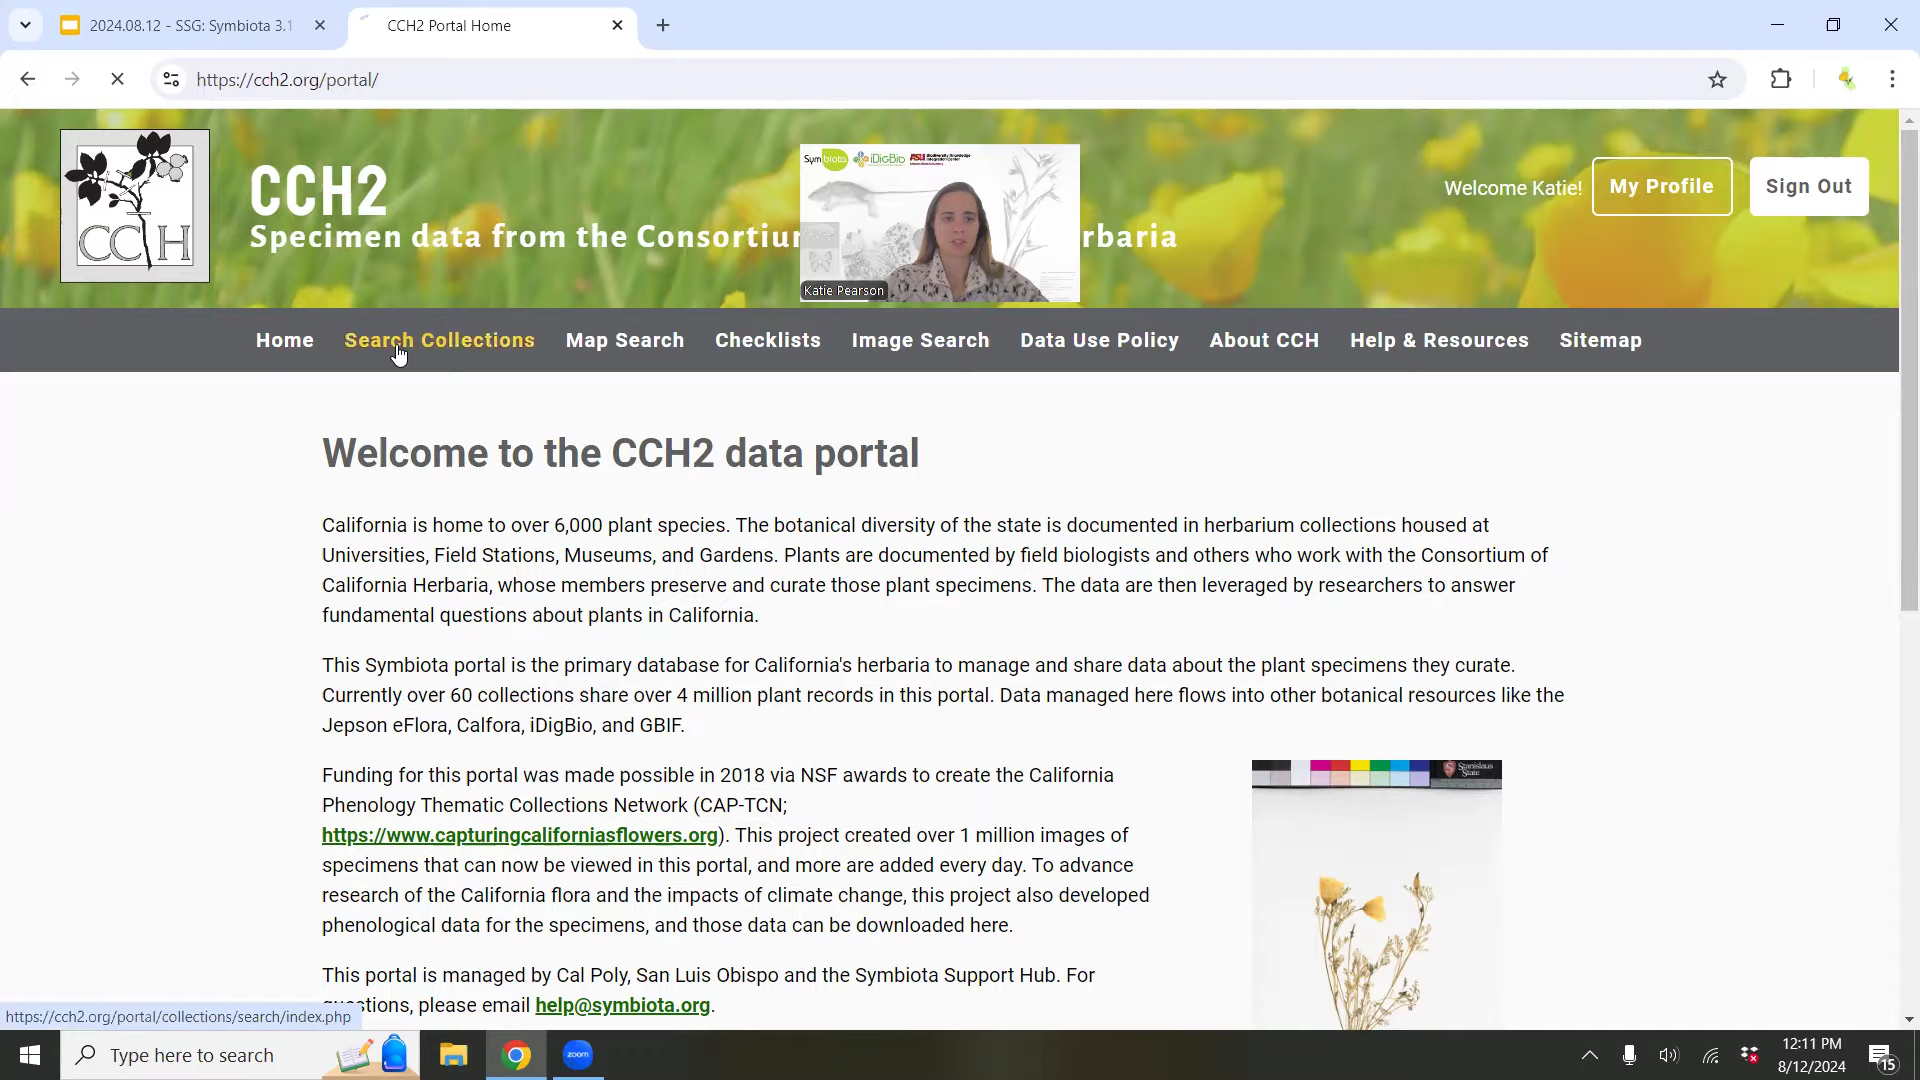 2024.08.12 - SSG: Symbiota 3.1
CCH2 Portal Home
https://cch2.org/portal/
CCH
CCH2
Specimen data from the Consortiu
rbaria
Symbiota iDigBio ASU Biodiversity Knowledge Integration Center
Katie Pearson
Welcome Katie!
My Profile
Sign Out
Home
Search Collections
Map Search
Checklists
Image Search
Data Use Policy
About CCH
Help & Resources
Sitemap
Welcome to the CCH2 data portal
California is home to over 6,000 plant species. The botanical diversity of the state is documented in herbarium collections housed at
Universities, Field Stations, Museums, and Gardens. Plants are documented by field biologists and others who work with the Consortium of
California Herbaria, whose members preserve and curate those plant specimens. The data are then leveraged by researchers to answer
fundamental questions about plants in California.
This Symbiota portal is the primary database for California's herbaria to manage and share data about the plant specimens they curate.
Currently over 60 collections share over 4 million plant records in this portal. Data managed here flows into other botanical resources like the
Jepson eFlora, Calfora, iDigBio, and GBIF.
Funding for this portal was made possible in 2018 via NSF awards to create the California
Phenology Thematic Collections Network (CAP-TCN;
https://www.capturingcaliforniasflowers.org). This project created over 1 million images of
specimens that can now be viewed in this portal, and more are added every day. To advance
research of the California flora and the impacts of climate change, this project also developed
phenological data for the specimens, and those data can be downloaded here.
This portal is managed by Cal Poly, San Luis Obispo and the Symbiota Support Hub. For
questions, please email help@symbiota.org.
Stanislaus
State
https://cch2.org/portal/collections/search/index.php
Type here to search
zoom
12:11 PM
8/12/2024
15